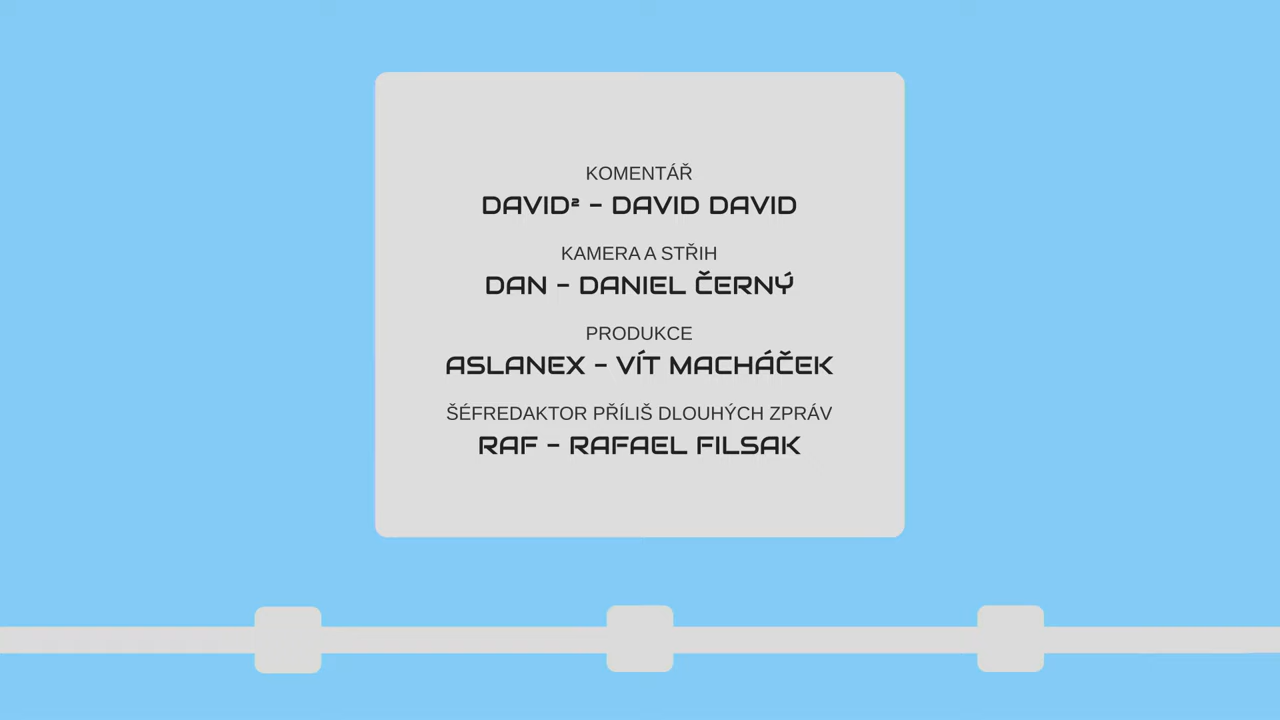 KOMENTÁŘ
DAVID² – DAVID DAVID
KAMERA A STŘIH
DAN – DANIEL ČERNÝ
PRODUKCE
ASLANEX – VÍT MACHÁČEK
ŠÉFREDAKTOR PŘÍLIŠ DLOUHÝCH ZPRÁV
RAF – RAFAEL FILSAK